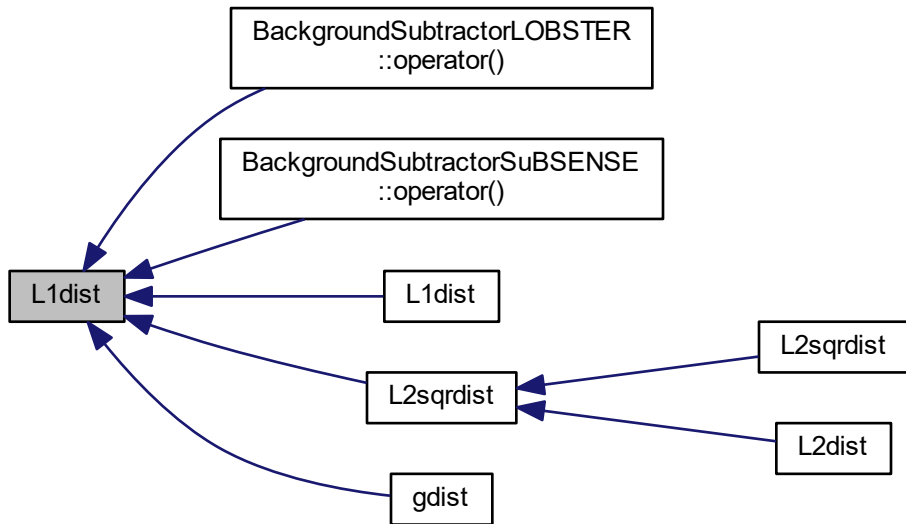 BackgroundSubtractorLOBSTER
::operator()
BackgroundSubtractorSuBSENSE
::operator()
L1dist
L1dist
L2sqrdist
L2sqrdist
L2dist
gdist